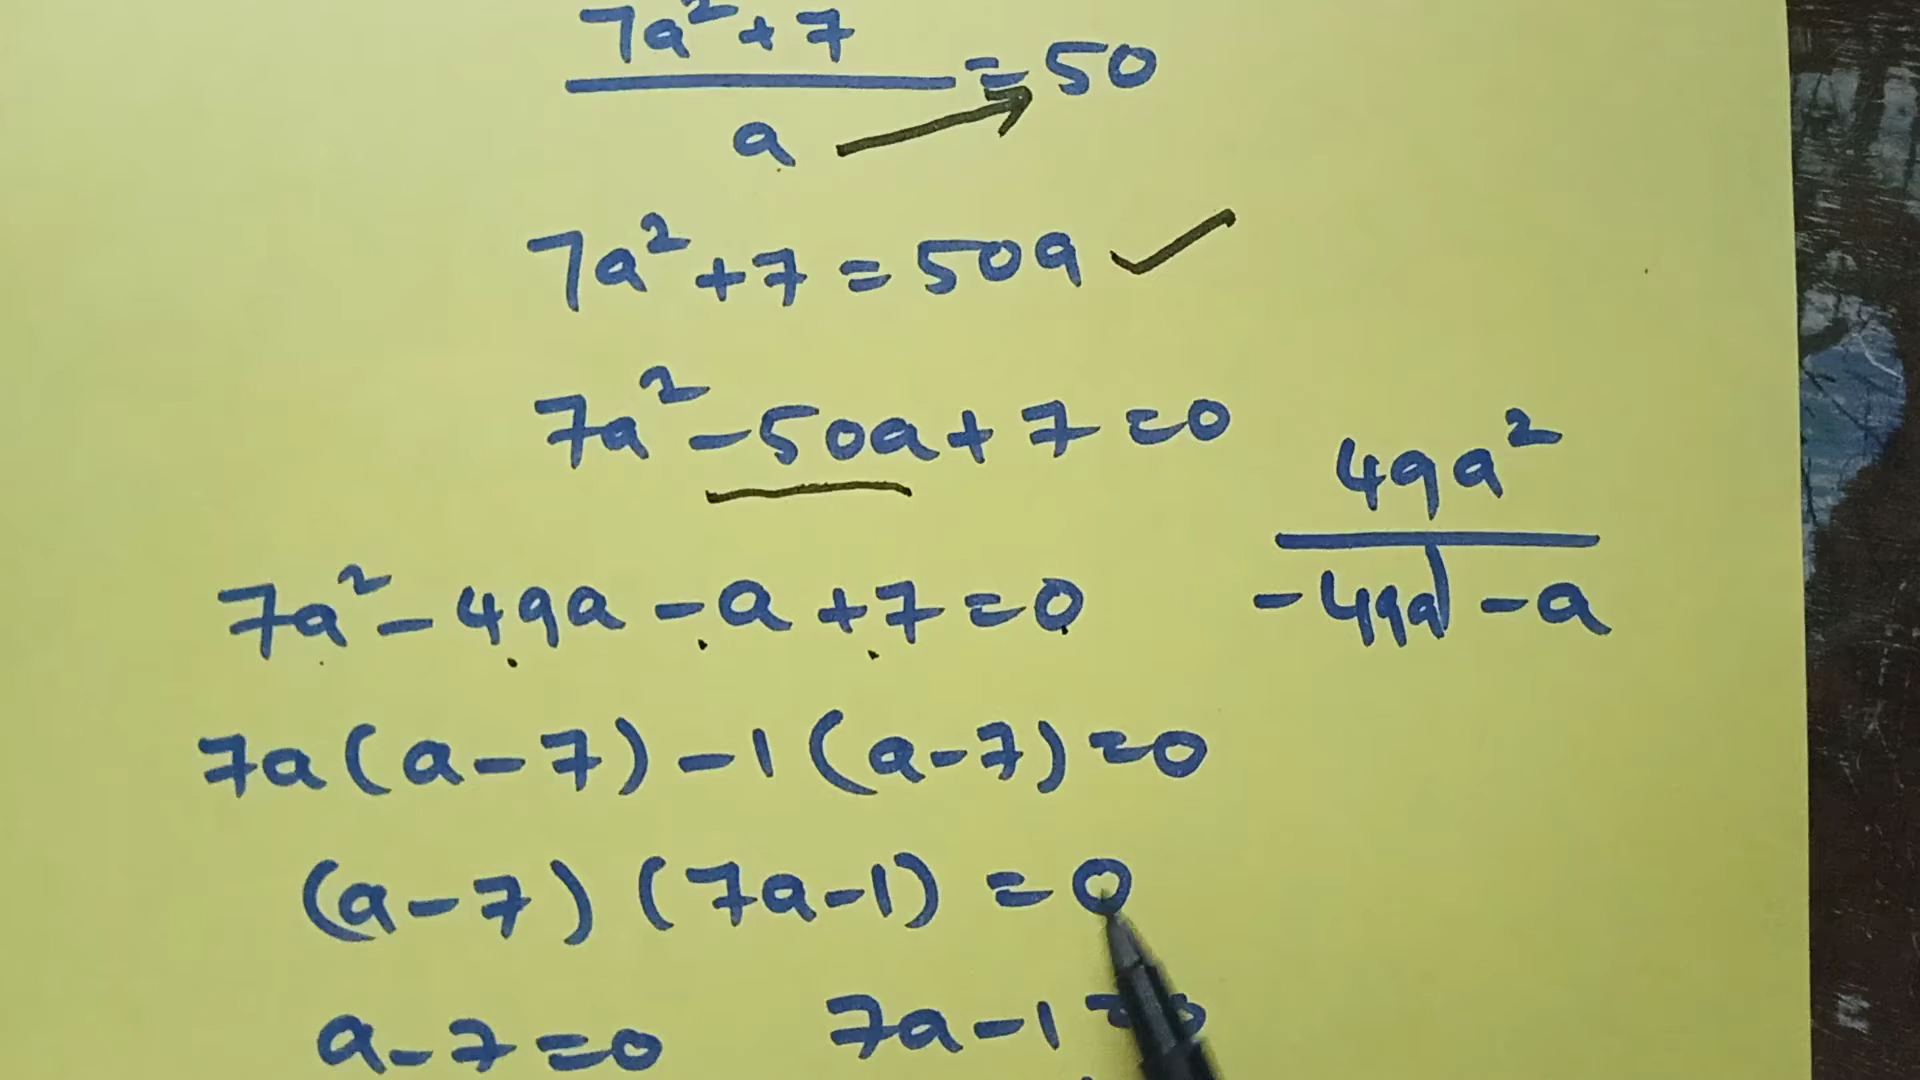 7a²+7
= 50
a
7a²+7=50a
7a²-50a+7=0
49a²
-49a -a
7a²-49a-a+7=0
7a(a-7)-1(a-7)=0
(a-7)(7a-1)=0
a-7=0 7a-1=0